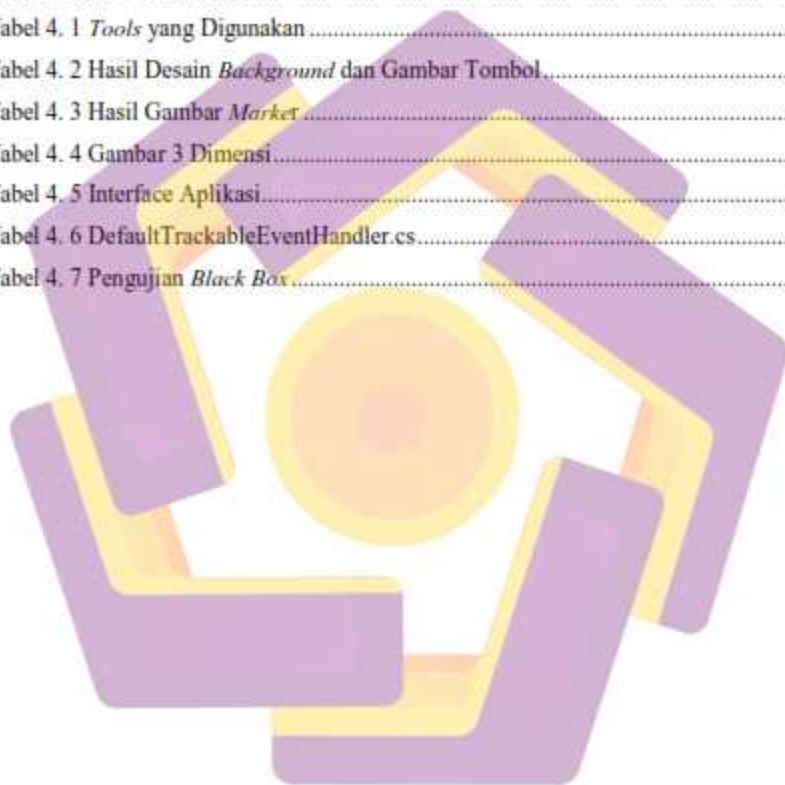 abel 4. 1 Tools yang Digunakan
abel 4. 2 Hasil Desain Background dan Gambar Tombol
abel 4. 3 Hasil Gambar Marker
abel 4. 4 Gambar 3 Dimensi
abel 4. 5 Interface Aplikasi
abel 4. 6 DefaultTrackableEventHandler.cs
abel 4. 7 Pengujian Black Box